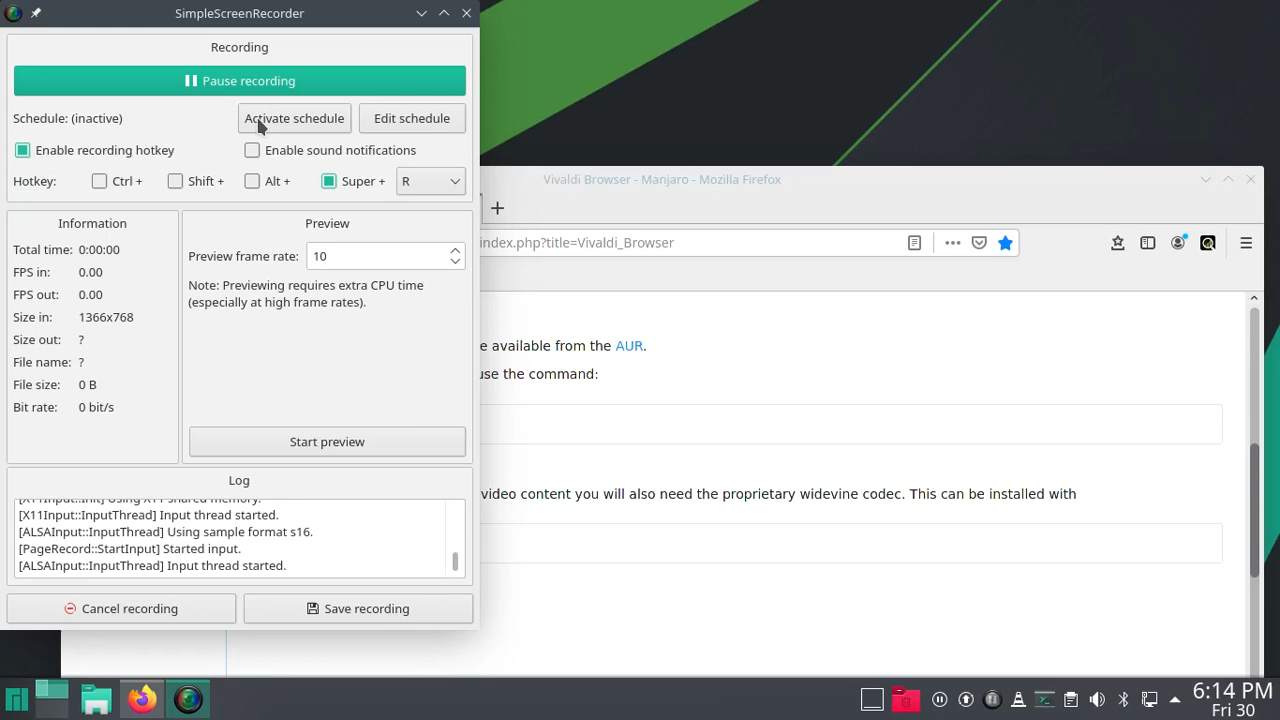 SimpleScreenRecorder
Recording
Pause recording
Schedule: (inactive)
Activate schedule
Edit schedule
Enable recording hotkey
Enable sound notifications
Hotkey:
Ctrl +
Shift +
Alt +
Super +
R
Information
Total time: 0:00:00
FPS in: 0.00
FPS out: 0.00
Size in: 1366x768
Size out: ?
File name: ?
File size: 0 B
Bit rate: 0 bit/s
Preview
Preview frame rate: 10
Note: Previewing requires extra CPU time
(especially at high frame rates).
Start preview
Log
[X11Input::Init] Using X11 shared memory.
[X11Input::InputThread] Input thread started.
[ALSAInput::InputThread] Using sample format s16.
[PageRecord::StartInput] Started input.
[ALSAInput::InputThread] Input thread started.
Cancel recording
Save recording
Vivaldi Browser - Manjaro - Mozilla Firefox
index.php?title=Vivaldi_Browser
e available from the AUR.
use the command:
video content you will also need the proprietary widevine codec. This can be installed with
6:14 PM
Fri 30